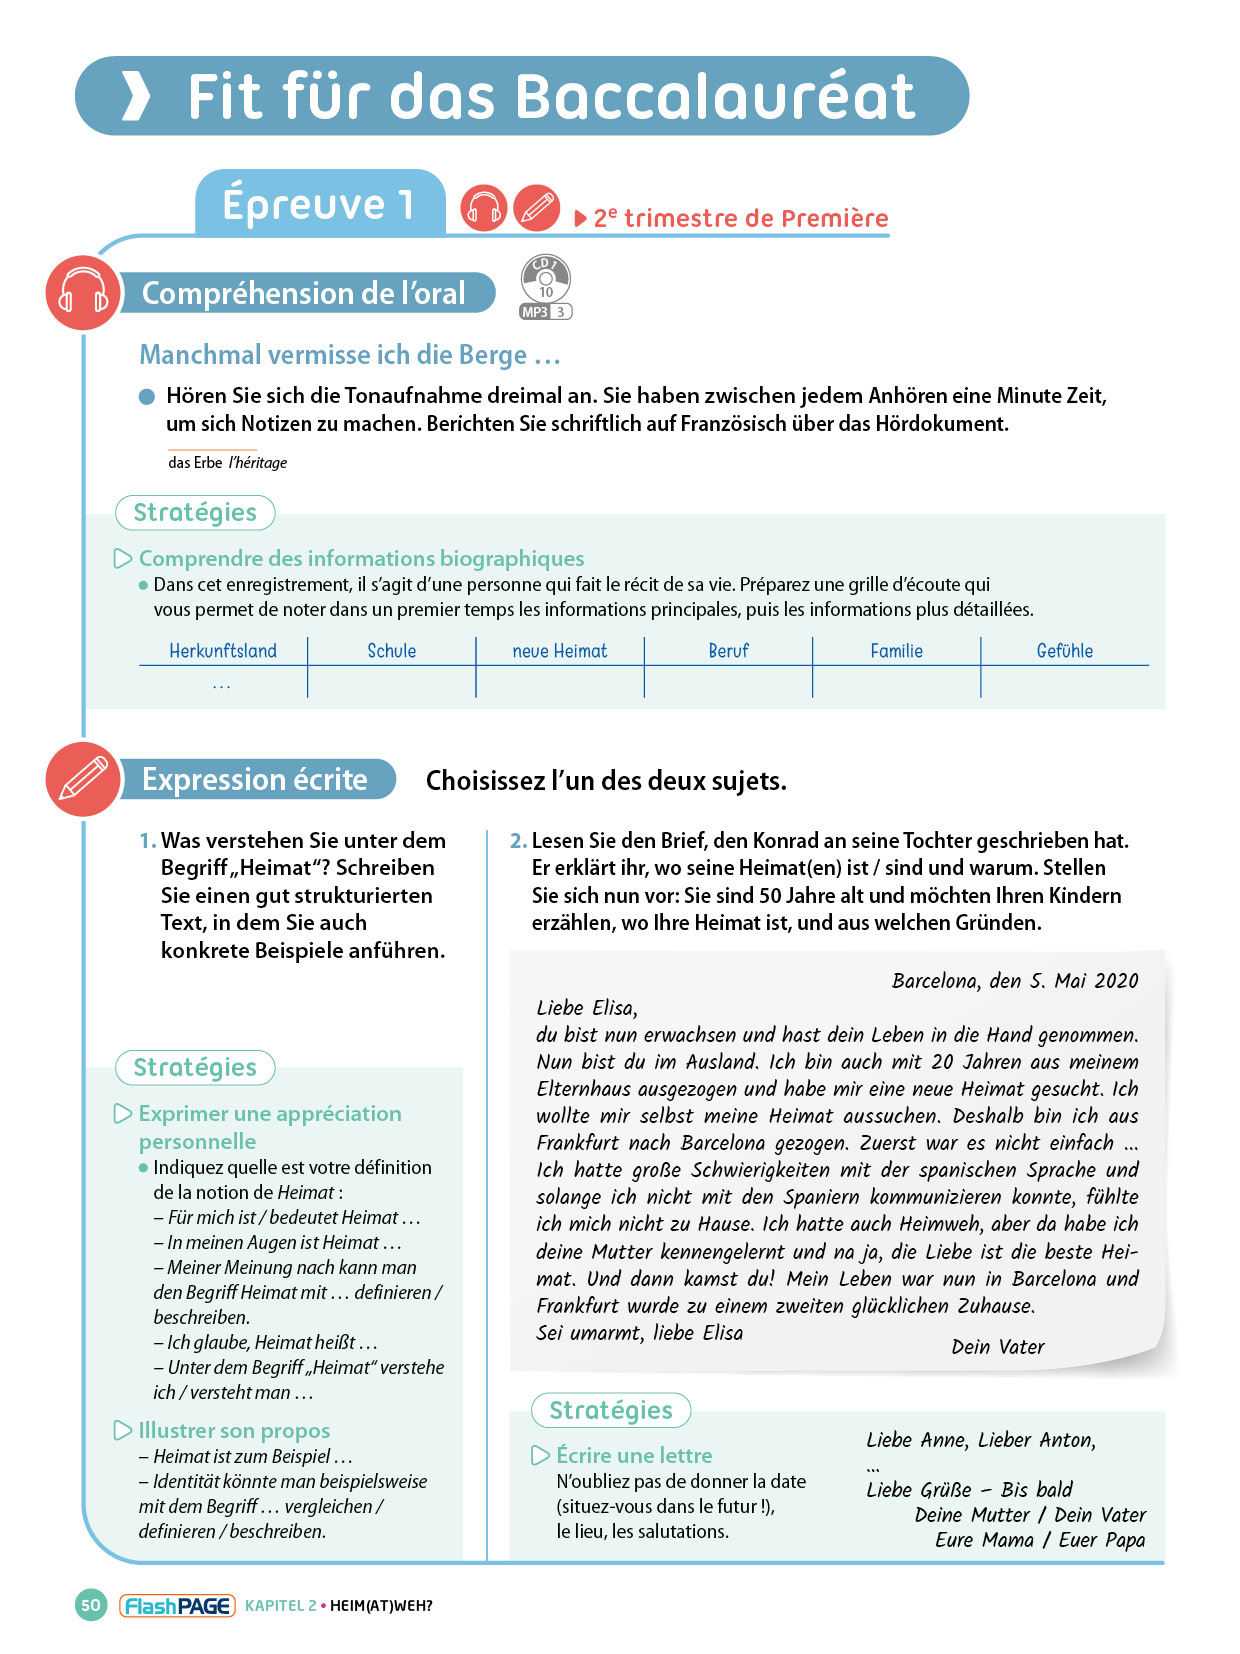 Fit für das Baccalauréat
Épreuve 1
2e trimestre de Première
Compréhension de l'oral
CD 1
10
MP3 3
Manchmal vermisse ich die Berge …
Hören Sie sich die Tonaufnahme dreimal an. Sie haben zwischen jedem Anhören eine Minute Zeit,
um sich Notizen zu machen. Berichten Sie schriftlich auf Französisch über das Hördokument.
das Erbe l'héritage
Stratégies
Comprendre des informations biographiques
• Dans cet enregistrement, il s'agit d'une personne qui fait le récit de sa vie. Préparez une grille d'écoute qui
vous permet de noter dans un premier temps les informations principales, puis les informations plus détaillées.
Herkunftsland Schule neue Heimat Beruf Familie Gefühle
…
Expression écrite
Choisissez l'un des deux sujets.
1. Was verstehen Sie unter dem
Begriff „Heimat“? Schreiben
Sie einen gut strukturierten
Text, in dem Sie auch
konkrete Beispiele anführen.
Stratégies
Exprimer une appréciation
personnelle
• Indiquez quelle est votre définition
de la notion de Heimat :
– Für mich ist / bedeutet Heimat …
– In meinen Augen ist Heimat …
– Meiner Meinung nach kann man
den Begriff Heimat mit … definieren /
beschreiben.
– Ich glaube, Heimat heißt …
– Unter dem Begriff „Heimat“ verstehe
ich / versteht man …
Illustrer son propos
– Heimat ist zum Beispiel …
– Identität könnte man beispielsweise
mit dem Begriff … vergleichen /
definieren / beschreiben.
2. Lesen Sie den Brief, den Konrad an seine Tochter geschrieben hat.
Er erklärt ihr, wo seine Heimat(en) ist / sind und warum. Stellen
Sie sich nun vor: Sie sind 50 Jahre alt und möchten Ihren Kindern
erzählen, wo Ihre Heimat ist, und aus welchen Gründen.
Barcelona, den 5. Mai 2020
Liebe Elisa,
du bist nun erwachsen und hast dein Leben in die Hand genommen.
Nun bist du im Ausland. Ich bin auch mit 20 Jahren aus meinem
Elternhaus ausgezogen und habe mir eine neue Heimat gesucht. Ich
wollte mir selbst meine Heimat aussuchen. Deshalb bin ich aus
Frankfurt nach Barcelona gezogen. Zuerst war es nicht einfach ...
Ich hatte große Schwierigkeiten mit der spanischen Sprache und
solange ich nicht mit den Spaniern kommunizieren konnte, fühlte
ich mich nicht zu Hause. Ich hatte auch Heimweh, aber da habe ich
deine Mutter kennengelernt und na ja, die Liebe ist die beste Hei-
mat. Und dann kamst du! Mein Leben war nun in Barcelona und
Frankfurt wurde zu einem zweiten glücklichen Zuhause.
Sei umarmt, liebe Elisa
Dein Vater
Stratégies
Écrire une lettre
N'oubliez pas de donner la date
(situez-vous dans le futur !),
le lieu, les salutations.
Liebe Anne, Lieber Anton,
...
Liebe Grüße – Bis bald
Deine Mutter / Dein Vater
Eure Mama / Euer Papa
50 FlashPAGE KAPITEL 2 • HEIM(AT)WEH?